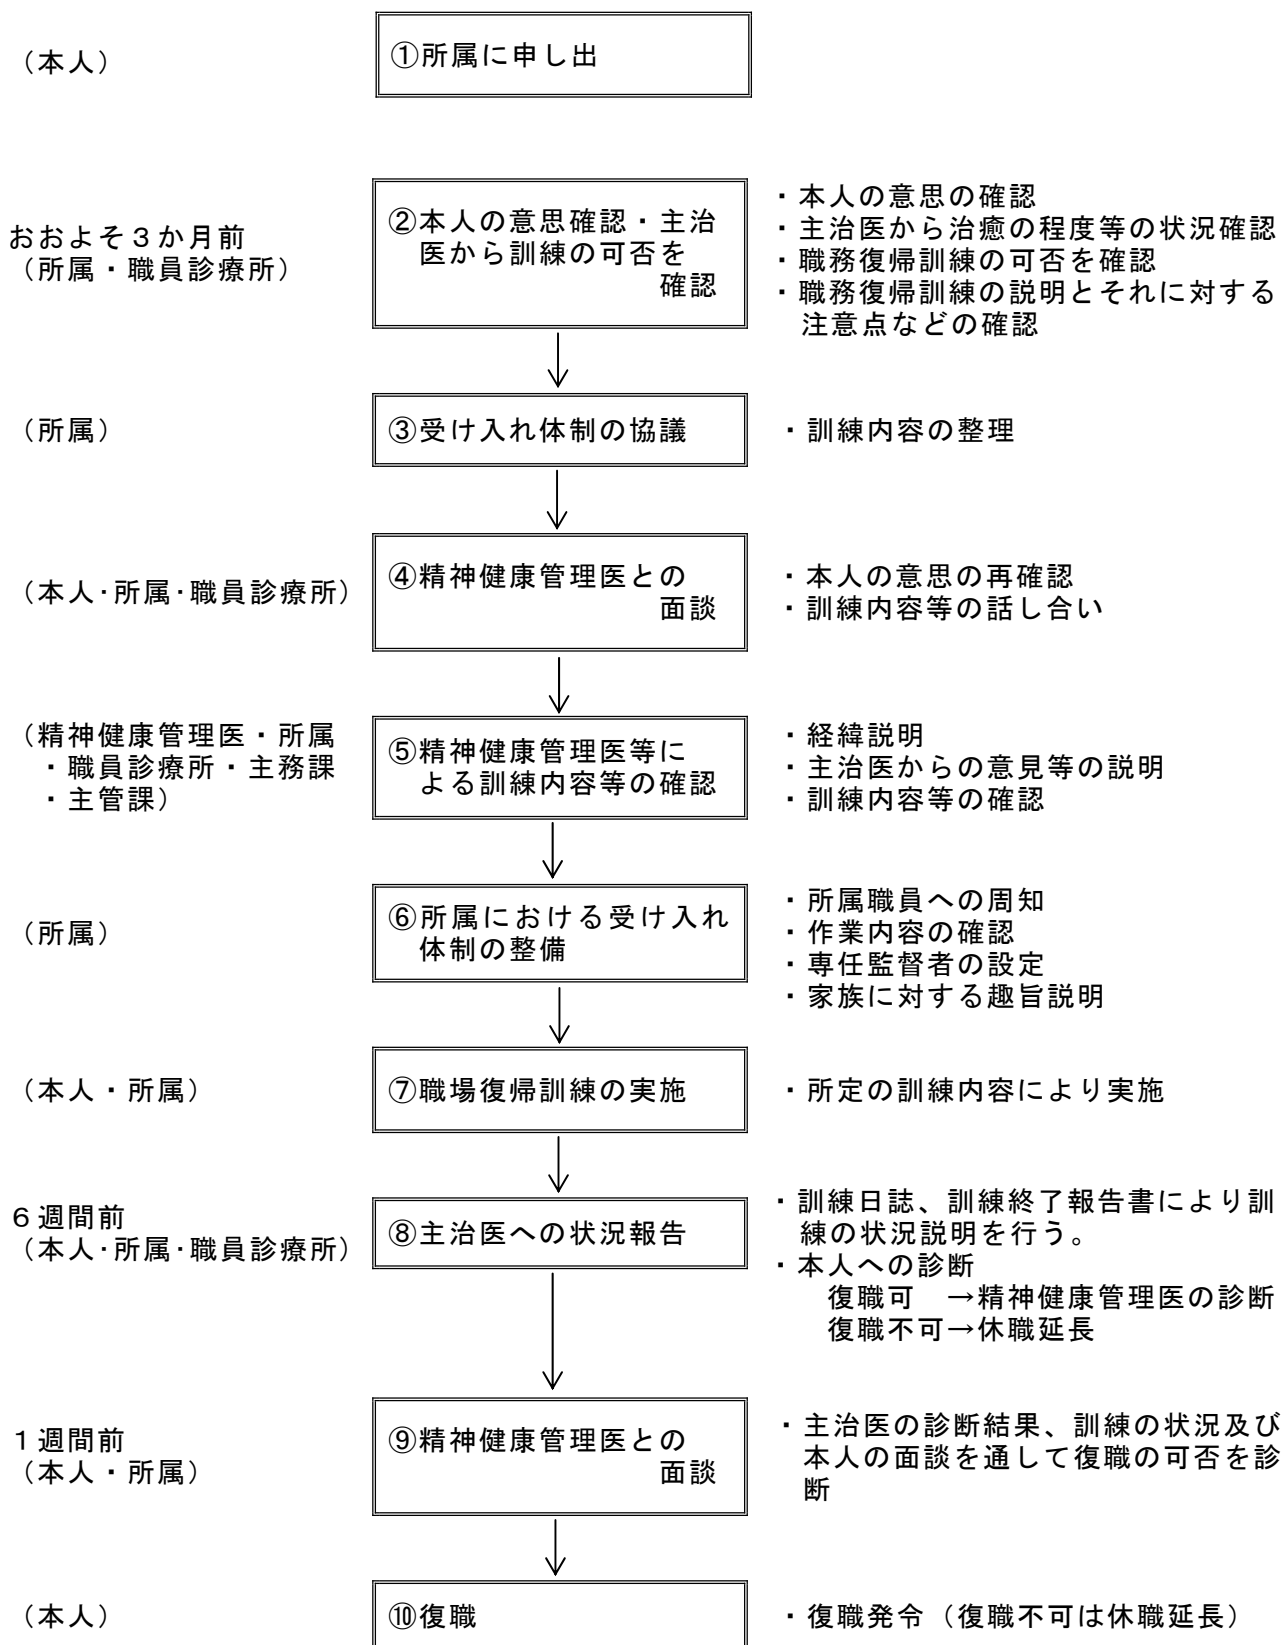 （本人）
①所属に申し出
おおよそ３か月前
（所属・職員診療所）
②本人の意思確認・主治
医から訓練の可否を
確認
・本人の意思の確認
・主治医から治癒の程度等の状況確認
・職務復帰訓練の可否を確認
・職務復帰訓練の説明とそれに対する
注意点などの確認
（所属）
③受け入れ体制の協議
・訓練内容の整理
（本人･所属･職員診療所）
④精神健康管理医との
面談
・本人の意思の再確認
・訓練内容等の話し合い
（精神健康管理医・所属
・職員診療所・主務課
・主管課）
⑤精神健康管理医等に
よる訓練内容等の確認
・経緯説明
・主治医からの意見等の説明
・訓練内容等の確認
（所属）
⑥所属における受け入れ
体制の整備
・所属職員への周知
・作業内容の確認
・専任監督者の設定
・家族に対する趣旨説明
（本人・所属）
⑦職場復帰訓練の実施
・所定の訓練内容により実施
６週間前
（本人･所属･職員診療所）
⑧主治医への状況報告
・訓練日誌、訓練終了報告書により訓
練の状況説明を行う。
・本人への診断
復職可　→精神健康管理医の診断
復職不可→休職延長
１週間前
（本人・所属）
⑨精神健康管理医との
面談
・主治医の診断結果、訓練の状況及び
本人の面談を通して復職の可否を診
断
（本人）
⑩復職
・復職発令（復職不可は休職延長）